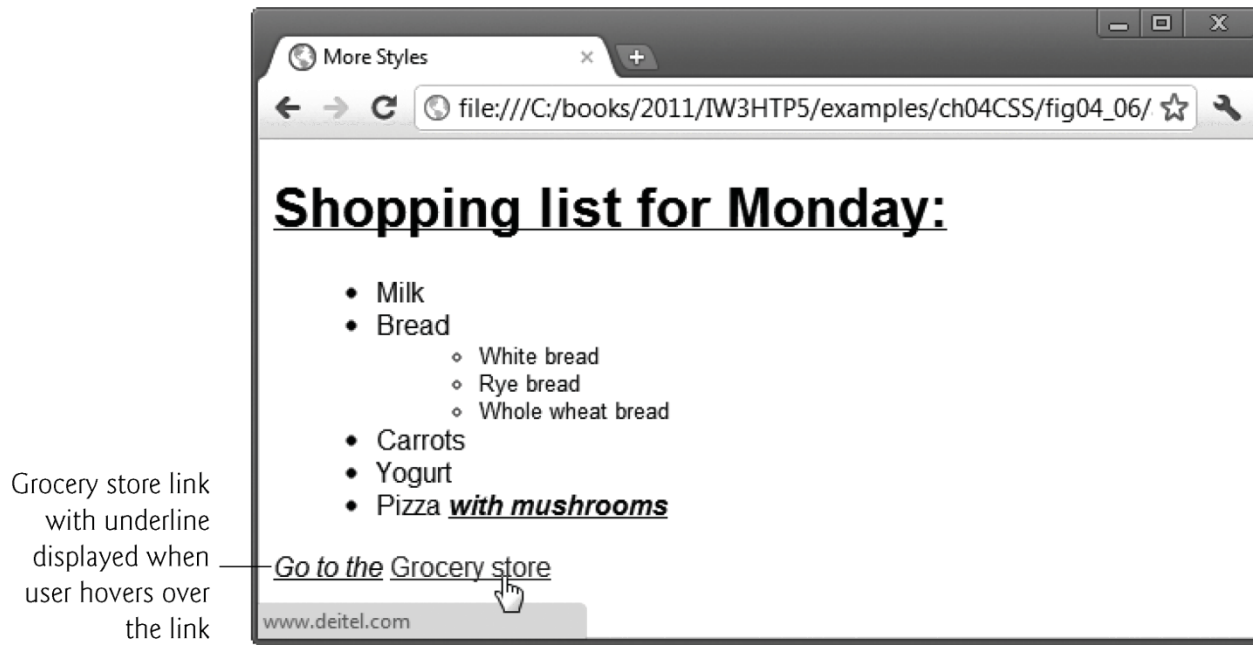 More Styles
file:///C:/books/2011/IW3HTP5/examples/ch04CSS/fig04_06/
Shopping list for Monday:
Milk
Bread
White bread
Rye bread
Whole wheat bread
Carrots
Yogurt
Pizza with mushrooms
Go to the Grocery store
www.deitel.com
Grocery store link
with underline
displayed when
user hovers over
the link